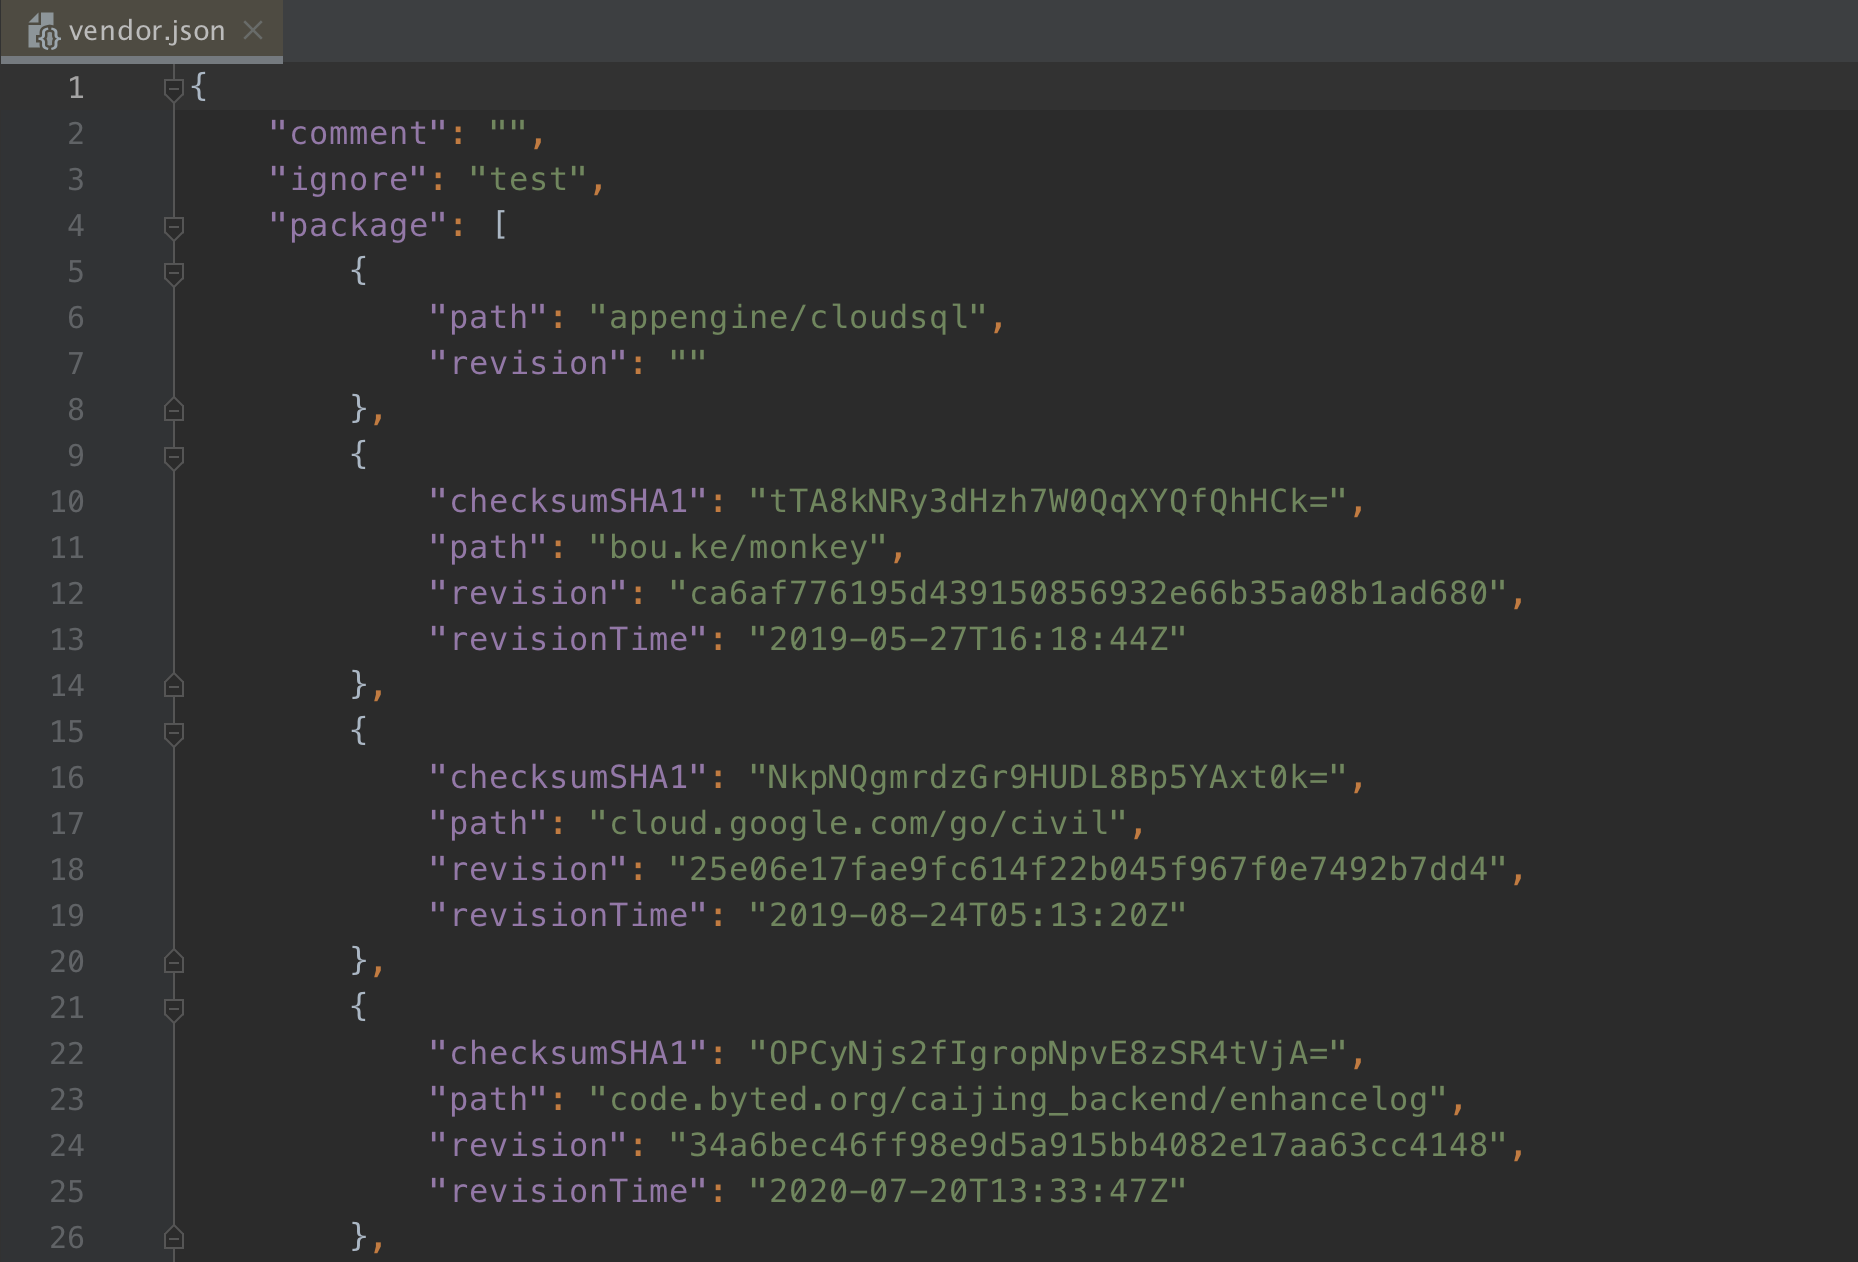 vendor.json
1 {
2     "comment": "",
3     "ignore": "test",
4     "package": [
5         {
6             "path": "appengine/cloudsql",
7             "revision": ""
8         },
9         {
10             "checksumSHA1": "tTA8kNRy3dHzh7W0QqXYQfQhHCk=",
11             "path": "bou.ke/monkey",
12             "revision": "ca6af776195d439150856932e66b35a08b1ad680",
13             "revisionTime": "2019-05-27T16:18:44Z"
14         },
15         {
16             "checksumSHA1": "NkpNQgmrdzGr9HUDL8Bp5YAxt0k=",
17             "path": "cloud.google.com/go/civil",
18             "revision": "25e06e17fae9fc614f22b045f967f0e7492b7dd4",
19             "revisionTime": "2019-08-24T05:13:20Z"
20         },
21         {
22             "checksumSHA1": "OPCyNjs2fIgropNpvE8zSR4tVjA=",
23             "path": "code.byted.org/caijing_backend/enhancelog",
24             "revision": "34a6bec46ff98e9d5a915bb4082e17aa63cc4148",
25             "revisionTime": "2020-07-20T13:33:47Z"
26         },